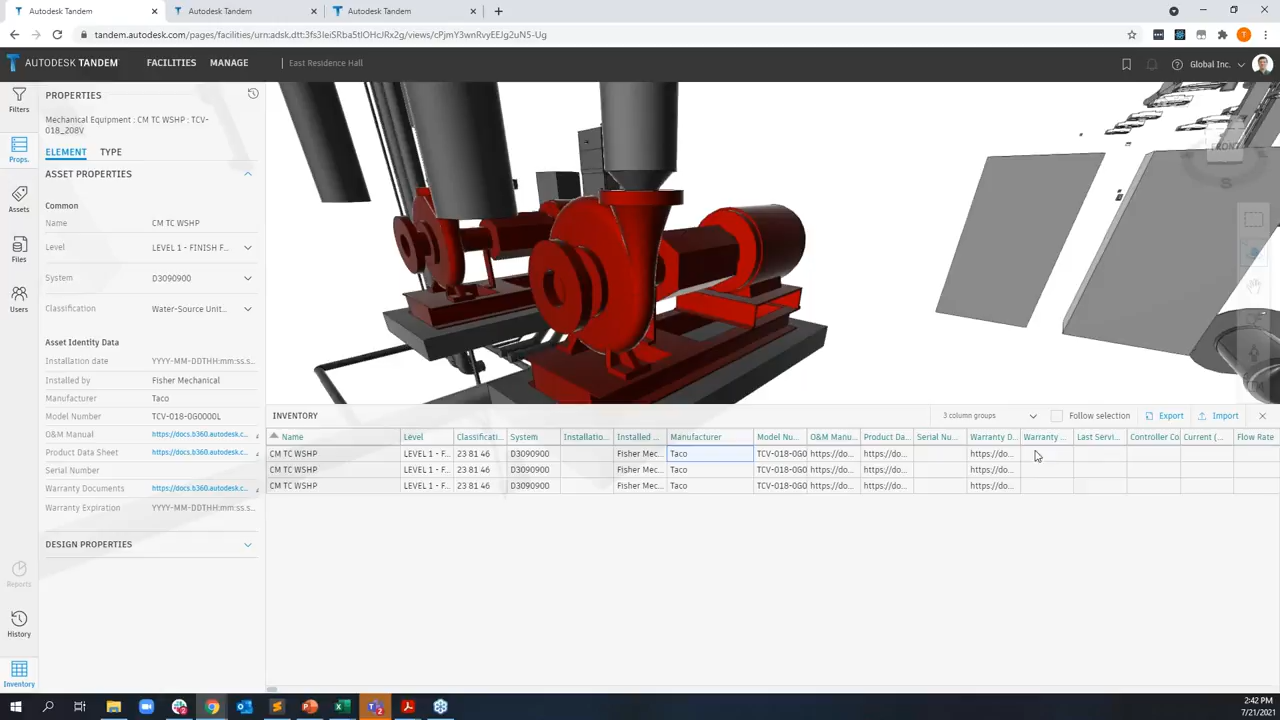 Autodesk Tandem
Autodesk Tandem
Autodesk Tandem
tandem.autodesk.com/pages/facilities/urn:adsk.dtt:3fs3IeiSRba5tIOHcJRx2g/views/cPjmY3wnRvyEEJg2uN5-Ug
AUTODESK TANDEM
FACILITIES
MANAGE
East Residence Hall
Global Inc.
Filters
Props.
Assets
Files
Users
Reports
History
Inventory
PROPERTIES
Mechanical Equipment : CM TC WSHP : TCV-
018_208V
ELEMENT TYPE
ASSET PROPERTIES
Common
Name CM TC WSHP
Level LEVEL 1 - FINISH F...
System D3090900
Classification Water-Source Unit...
Asset Identity Data
Installation date YYYY-MM-DDTHH:mm:ss.s...
Installed by Fisher Mechanical
Manufacturer Taco
Model Number TCV-018-0G0000L
O&M Manual https://docs.b360.autodesk.c...
Product Data Sheet https://docs.b360.autodesk.c...
Serial Number
Warranty Documents https://docs.b360.autodesk.c...
Warranty Expiration YYYY-MM-DDTHH:mm:ss.s...
DESIGN PROPERTIES
FRONT
S
INVENTORY 3 column groups Follow selection Export Import
Name Level Classificati... System Installatio... Installed ... Manufacturer Model Nu... O&M Manu... Product Da... Serial Nu... Warranty D... Warranty ... Last Servi... Controller Co Current (... Flow Rate
CM TC WSHP LEVEL 1 - F... 23 81 46 D3090900 Fisher Mec... Taco TCV-018-0G0 https://do... https://do... https://do...
CM TC WSHP LEVEL 1 - F... 23 81 46 D3090900 Fisher Mec... Taco TCV-018-0G0 https://do... https://do... https://do...
CM TC WSHP LEVEL 1 - F... 23 81 46 D3090900 Fisher Mec... Taco TCV-018-0G0 https://do... https://do... https://do...
2:42 PM
7/21/2021